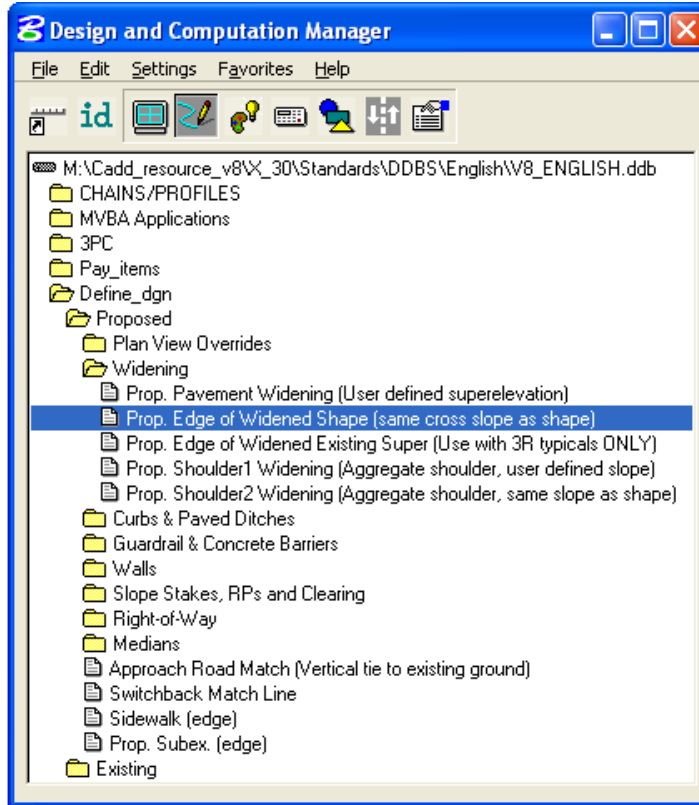 Design and Computation Manager
File Edit Settings Favorites Help
id
M:\Cadd_resource_v8\X_30\Standards\DDBS\English\V8_ENGLISH.ddb
CHAINS/PROFILES
MVBA Applications
3PC
Pay_items
Define_dgn
Proposed
Plan View Overrides
Widening
Prop. Pavement Widening (User defined superelevation)
Prop. Edge of Widened Shape (same cross slope as shape)
Prop. Edge of Widened Existing Super (Use with 3R typicals ONLY)
Prop. Shoulder1 Widening (Aggregate shoulder, user defined slope)
Prop. Shoulder2 Widening (Aggregate shoulder, same slope as shape)
Curbs & Paved Ditches
Guardrail & Concrete Barriers
Walls
Slope Stakes, RPs and Clearing
Right-of-Way
Medians
Approach Road Match (Vertical tie to existing ground)
Switchback Match Line
Sidewalk (edge)
Prop. Subex. (edge)
Existing